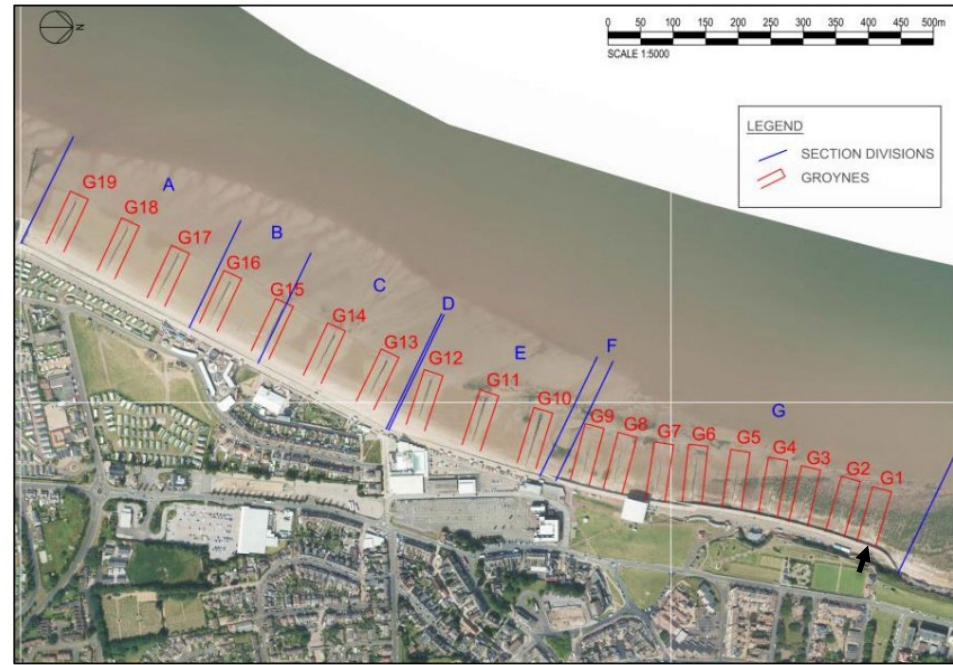 N
0 50 100 150 200 250 300 350 400 450 500m
SCALE 1:5000
LEGEND
SECTION DIVISIONS
GROYNES
A
B
C
D
E
F
G
G19
G18
G17
G16
G15
G14
G13
G12
G11
G10
G9
G8
G7
G6
G5
G4
G3
G2
G1